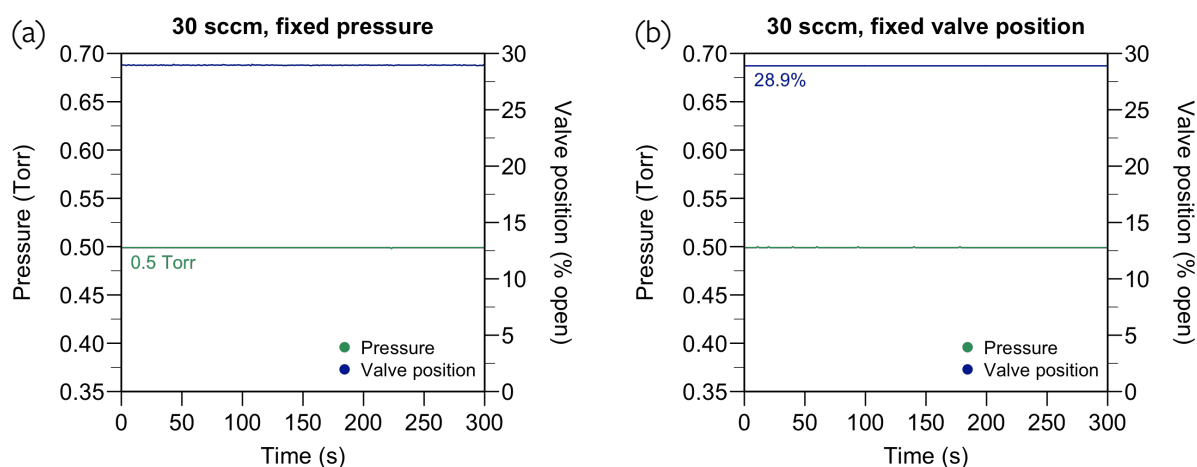 (a)
30 sccm, fixed pressure
0.70
0.65
0.60
0.55
0.50
0.45
0.40
0.35
Pressure (Torr)
30
25
20
15
10
5
0
Valve position (% open)
0.5 Torr
Pressure
Valve position
0 50 100 150 200 250 300
Time (s)
(b)
30 sccm, fixed valve position
0.70
0.65
0.60
0.55
0.50
0.45
0.40
0.35
Pressure (Torr)
30
25
20
15
10
5
0
Valve position (% open)
28.9%
Pressure
Valve position
0 50 100 150 200 250 300
Time (s)